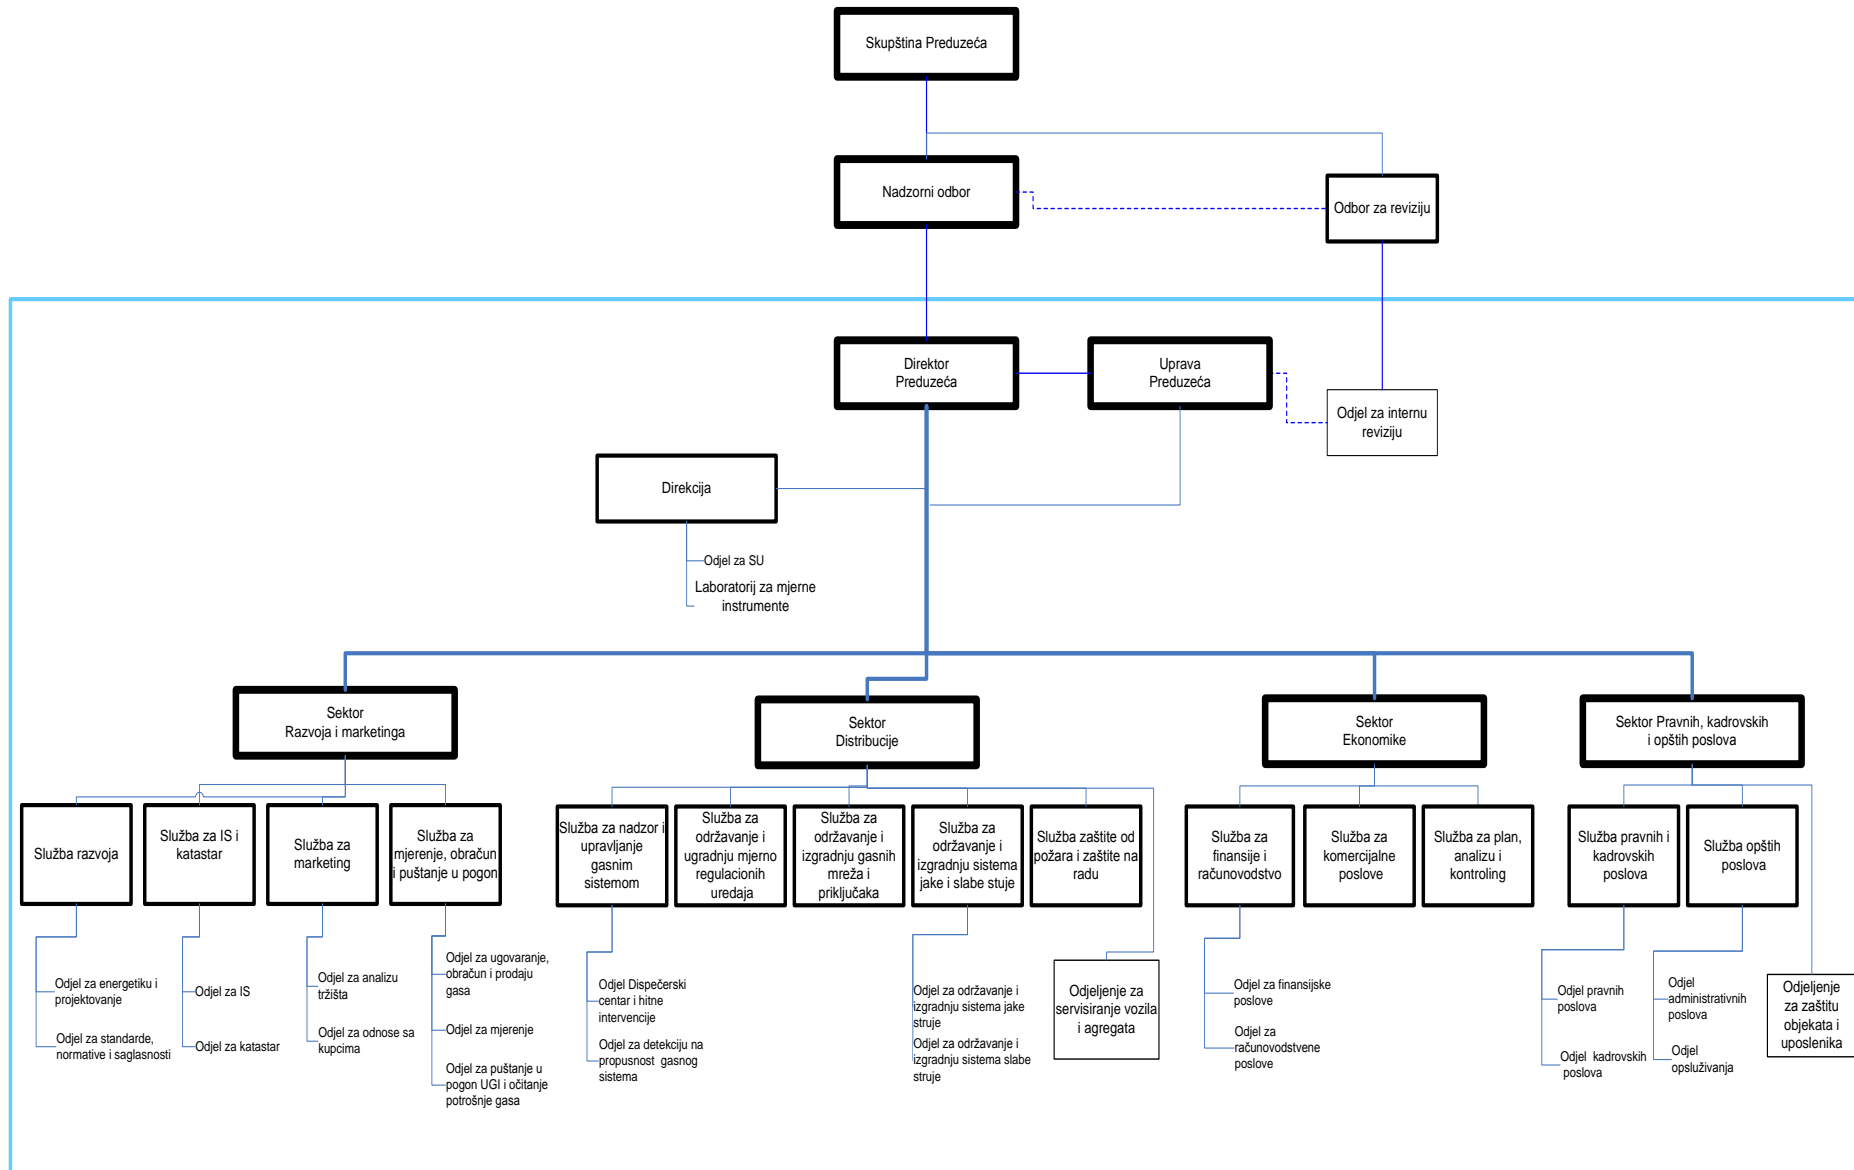 Skupština Preduzeća
Nadzorni odbor
Odbor za reviziju
Direktor
Preduzeća
Uprava
Preduzeća
Odjel za internu
reviziju
Direkcija
Odjel za SU
Laboratorij za mjerne
instrumente
Sektor
Razvoja i marketinga
Sektor
Distribucije
Sektor
Ekonomike
Sektor Pravnih, kadrovskih
i opštih poslova
Služba razvoja
Služba za IS i
katastar
Služba za
marketing
Služba za
mjerenje, obračun
i puštanje u pogon
Služba za nadzor i
upravljanje
gasnim
sistemom
Služba za
održavanje i
ugradnju mjerno
regulacionih
uređaja
Služba za
održavanje i
izgradnju gasnih
mreža i
priključaka
Služba za
održavanje i
izgradnju sistema
jake i slabe stuje
Služba zaštite od
požara i zaštite na
radu
Služba za
finansije i
računovodstvo
Služba za
komercijalne
poslove
Služba za plan,
analizu i
kontroling
Služba pravnih i
kadrovskih
poslova
Služba opštih
poslova
Odjel za energetiku i
projektovanje
Odjel za standarde,
normative i saglasnosti
Odjel za IS
Odjel za katastar
Odjel za analizu
tržišta
Odjel za odnose sa
kupcima
Odjel za ugovaranje,
obračun i prodaju
gasa
Odjel za mjerenje
Odjel za puštanje u
pogon UGI i očitanje
potrošnje gasa
Odjel Dispečerski
centar i hitne
intervencije
Odjel za detekciju na
propusnost gasnog
sistema
Odjel za održavanje i
izgradnju sistema jake
struje
Odjel za održavanje i
izgradnju sistema slabe
struje
Odjeljenje za
servisiranje vozila
i agregata
Odjel za finansijske
poslove
Odjel za
računovodstvene
poslove
Odjel pravnih
poslova
Odjel kadrovskih
poslova
Odjel
administrativnih
poslova
Odjel
opsluživanja
Odjeljenje
za zaštitu
objekata i
uposlenika